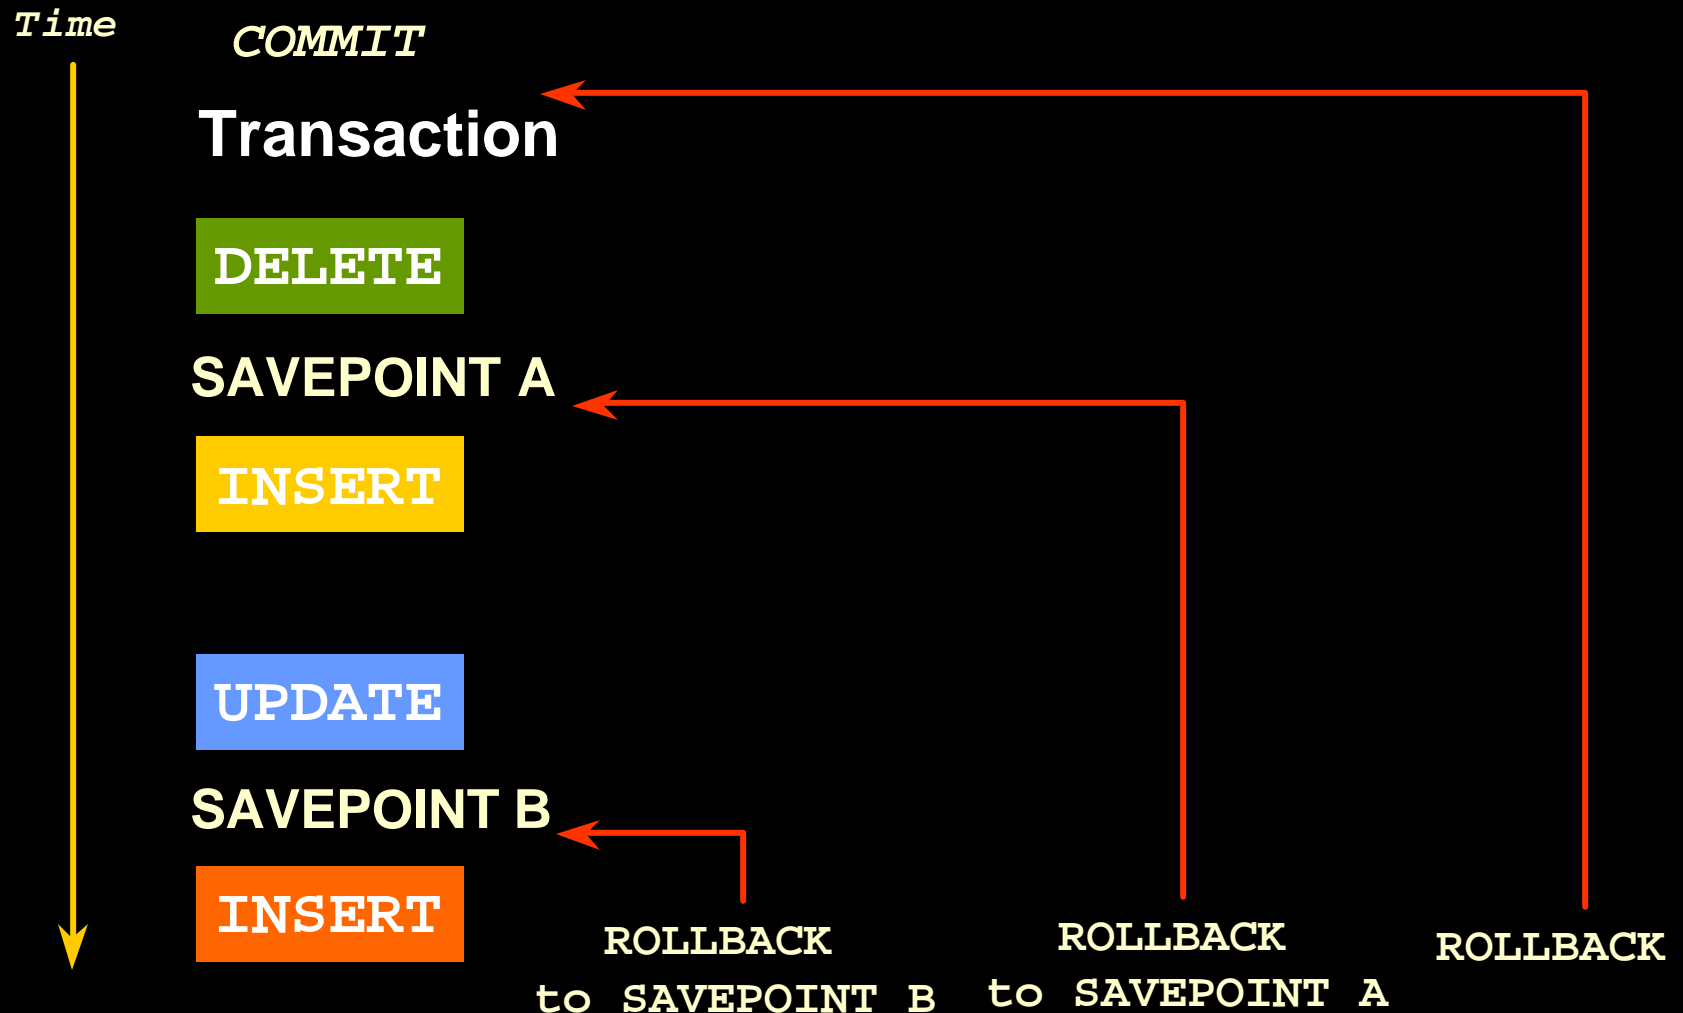 Time
COMMIT
Transaction
DELETE
SAVEPOINT A
INSERT
UPDATE
SAVEPOINT B
INSERT
ROLLBACK
to SAVEPOINT B
ROLLBACK
to SAVEPOINT A
ROLLBACK